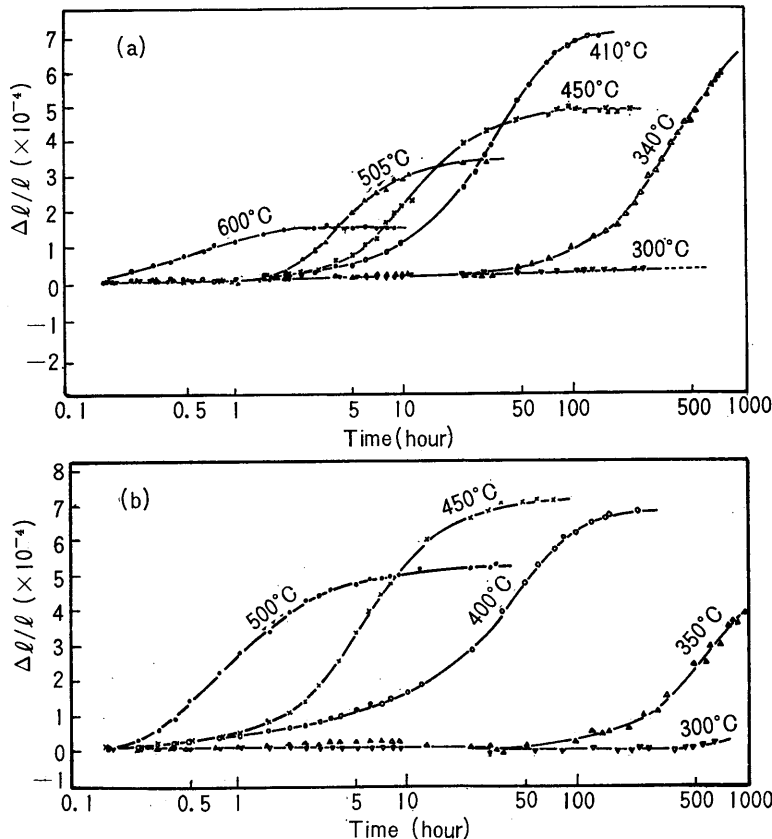 (a)
7
6
5
4
3
2
1
0
−1
−2
Δℓ/ℓ (×10⁻⁴)
600°C
505°C
450°C
410°C
340°C
300°C
0.1 0.5 1 5 10 50 100 500 1000
Time(hour)
(b)
8
7
6
5
4
3
2
1
0
−1
Δℓ/ℓ (×10⁻⁴)
500°C
450°C
400°C
350°C
300°C
0.1 0.5 1 5 10 50 100 500 1000
Time (hour)